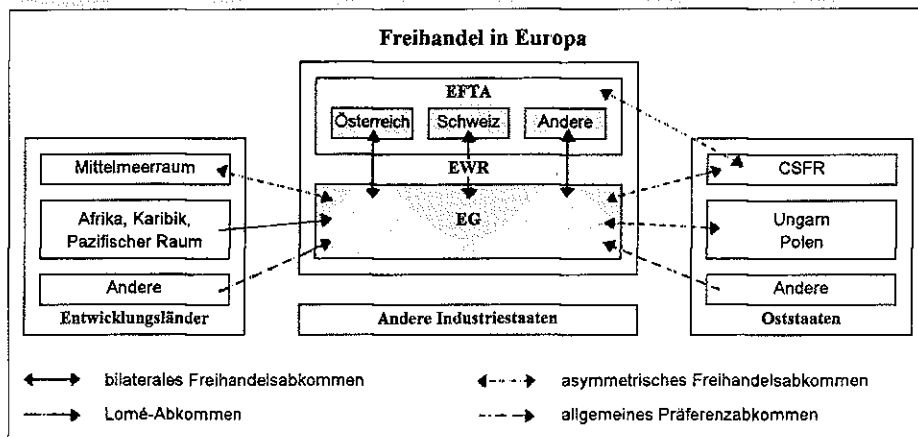 Freihandel in Europa
EFTA
Österreich
Schweiz
Andere
EWR
EG
Mittelmeerraum
Afrika, Karibik,
Pazifischer Raum
Andere
Entwicklungsländer
Andere Industriestaaten
CSFR
Ungarn
Polen
Andere
Oststaaten
bilaterales Freihandelsabkommen
asymmetrisches Freihandelsabkommen
Lomé-Abkommen
allgemeines Präferenzabkommen